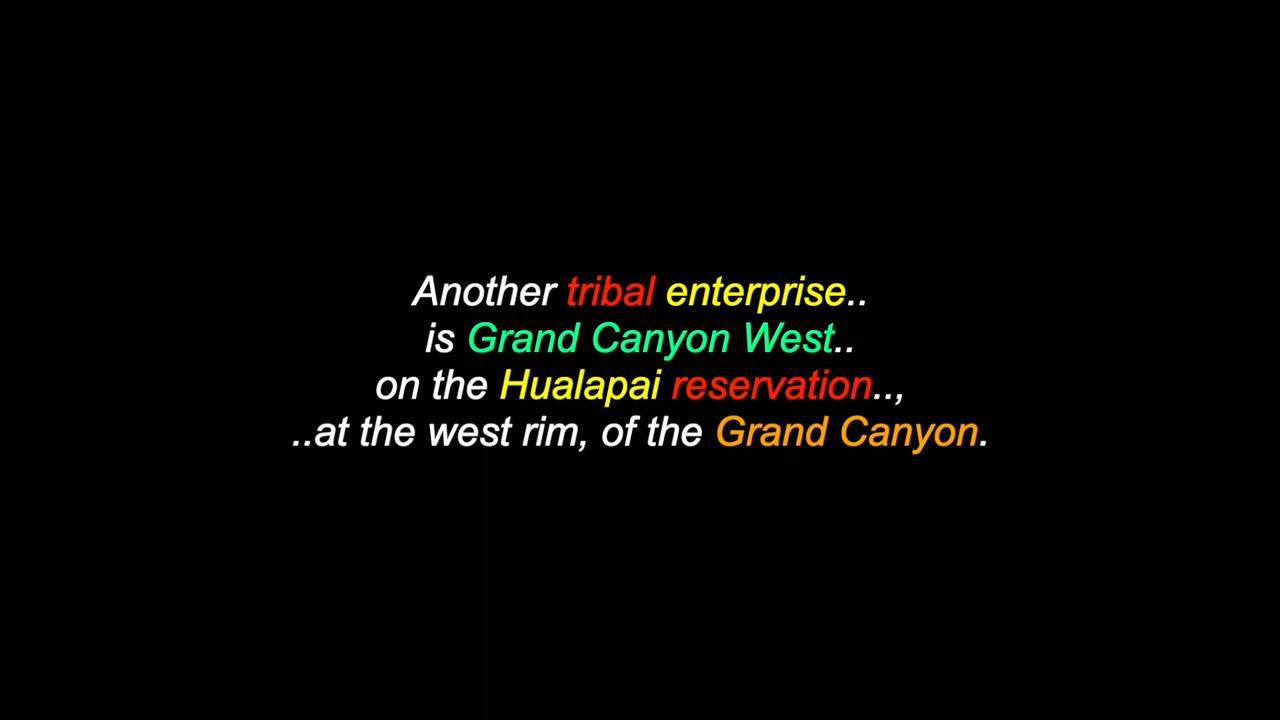 Another tribal enterprise..
is Grand Canyon West..
on the Hualapai reservation..,
..at the west rim, of the Grand Canyon.